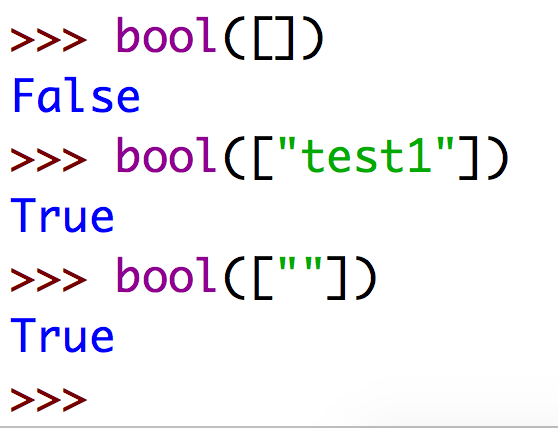 >>> bool([])
False
>>> bool(["test1"])
True
>>> bool([""])
True
>>>